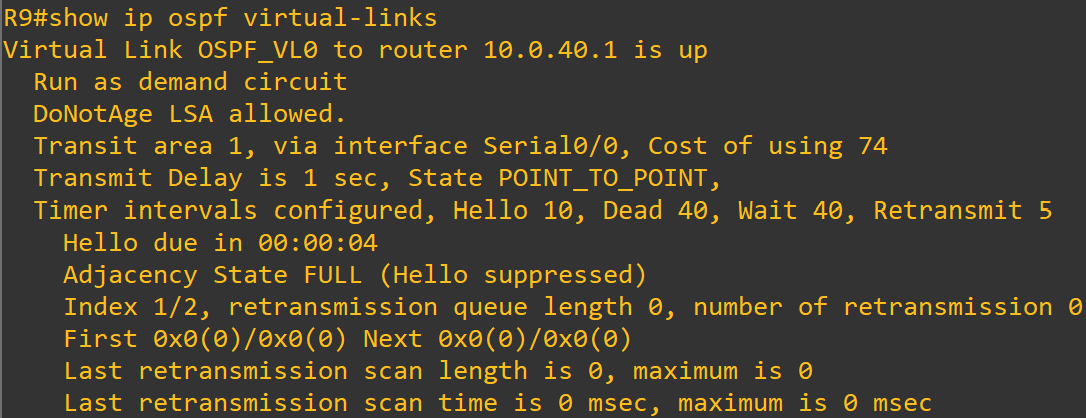 R9#show ip ospf virtual-links
Virtual Link OSPF_VL0 to router 10.0.40.1 is up
  Run as demand circuit
  DoNotAge LSA allowed.
  Transit area 1, via interface Serial0/0, Cost of using 74
  Transmit Delay is 1 sec, State POINT_TO_POINT,
  Timer intervals configured, Hello 10, Dead 40, Wait 40, Retransmit 5
    Hello due in 00:00:04
    Adjacency State FULL (Hello suppressed)
    Index 1/2, retransmission queue length 0, number of retransmission 0
    First 0x0(0)/0x0(0) Next 0x0(0)/0x0(0)
    Last retransmission scan length is 0, maximum is 0
    Last retransmission scan time is 0 msec, maximum is 0 msec